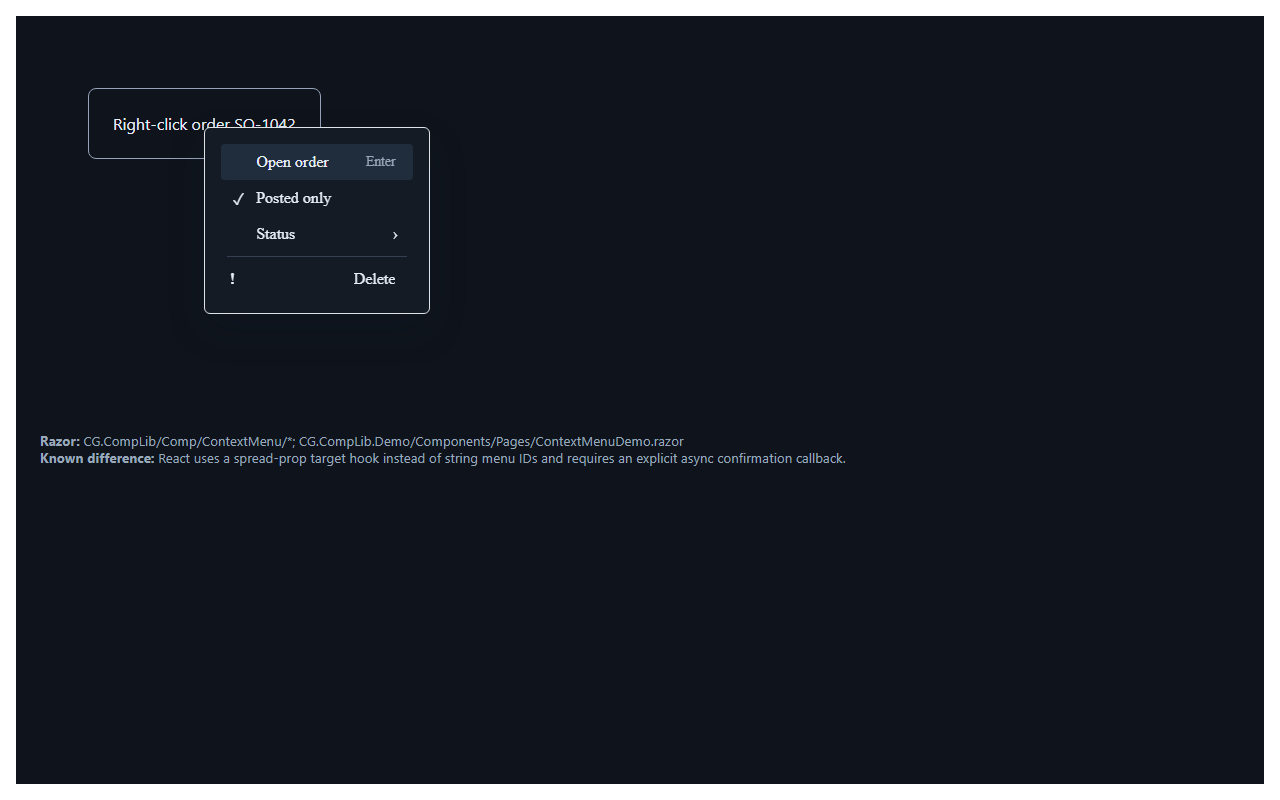 Right-click order SO-1042
Open order Enter
✓ Posted only
Status ›
! Delete
Razor: CG.CompLib/Comp/ContextMenu/*; CG.CompLib.Demo/Components/Pages/ContextMenuDemo.razor
Known difference: React uses a spread-prop target hook instead of string menu IDs and requires an explicit async confirmation callback.